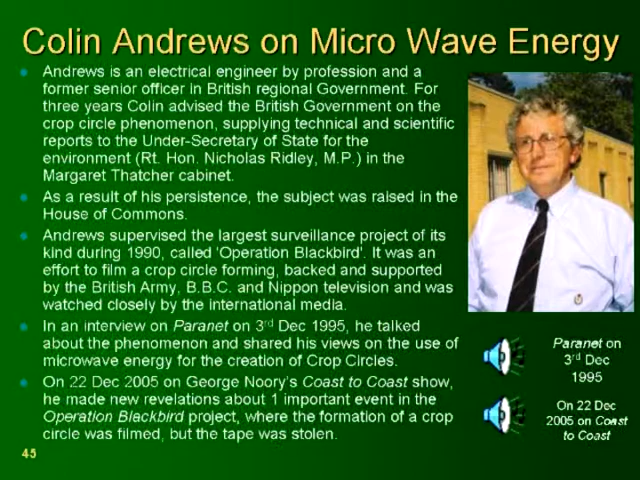 Colin Andrews on Micro Wave Energy
Andrews is an electrical engineer by profession and a
former senior officer in British regional Government. For
three years Colin advised the British Government on the
crop circle phenomenon, supplying technical and scientific
reports to the Under-Secretary of State for the
environment (Rt. Hon. Nicholas Ridley, M.P.) in the
Margaret Thatcher cabinet.
As a result of his persistence, the subject was raised in the
House of Commons.
Andrews supervised the largest surveillance project of its
kind during 1990, called 'Operation Blackbird'. It was an
effort to film a crop circle forming, backed and supported
by the British Army, B.B.C. and Nippon television and was
watched closely by the international media.
In an interview on Paranet on 3rd Dec 1995, he talked
about the phenomenon and shared his views on the use of
microwave energy for the creation of Crop Circles.
On 22 Dec 2005 on George Noory's Coast to Coast show,
he made new revelations about 1 important event in the
Operation Blackbird project, where the formation of a crop
circle was filmed, but the tape was stolen.
Paranet on
3rd Dec
1995
On 22 Dec
2005 on Coast
to Coast
45